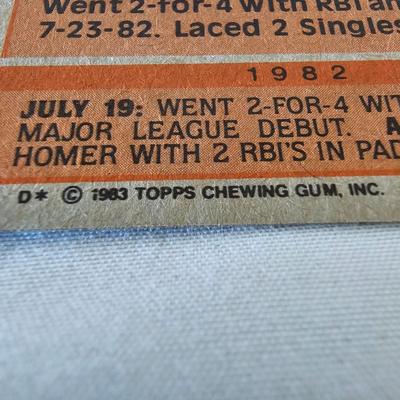 Went 2-for-4 with RBI an
7-23-82. Laced 2 Singles
1982
JULY 19: WENT 2-FOR-4 WIT
MAJOR LEAGUE DEBUT. A
HOMER WITH 2 RBI'S IN PAD
D* © 1983 TOPPS CHEWING GUM, INC.